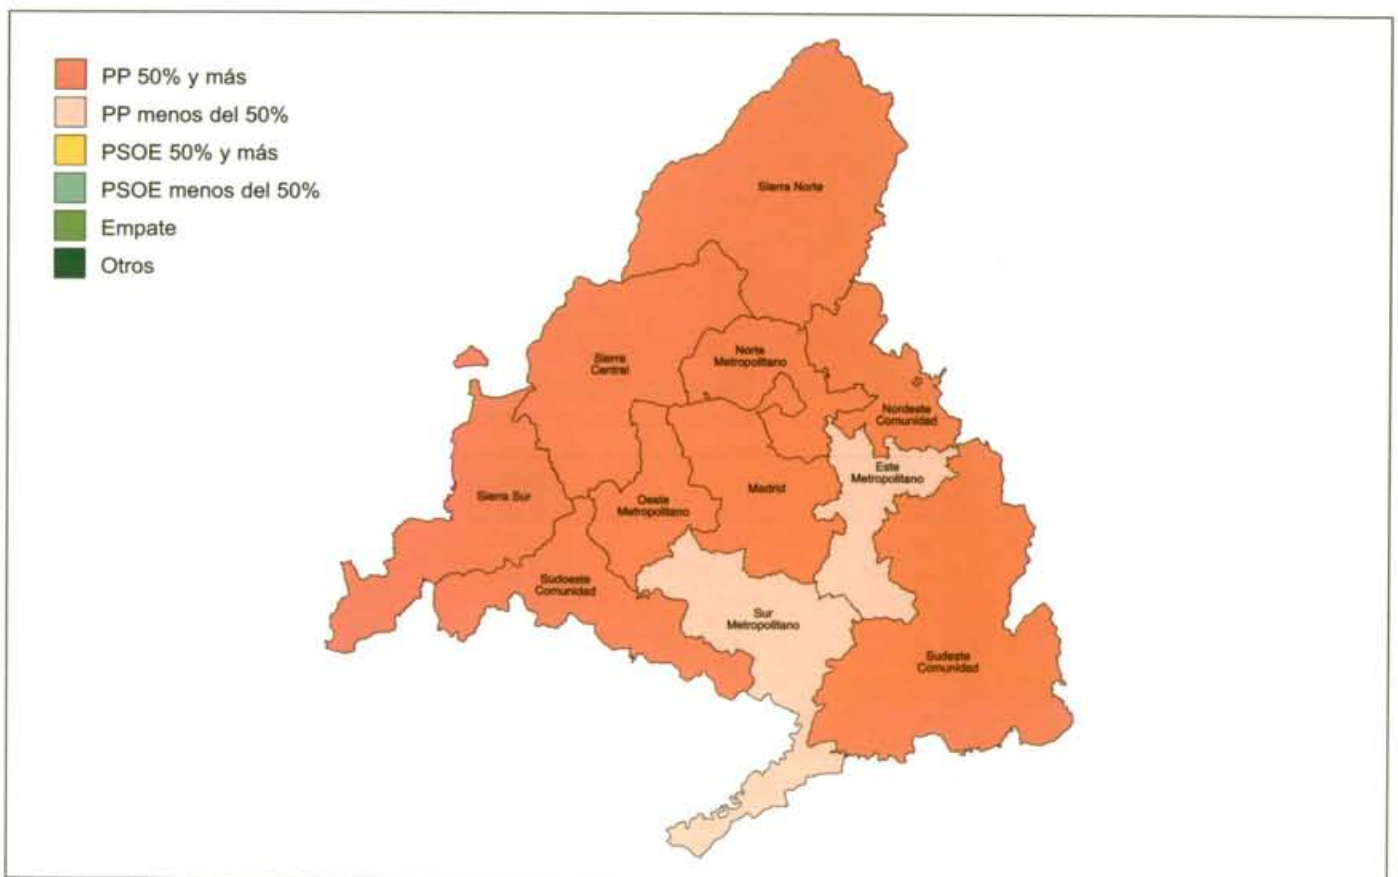 PP 50% y más
PP menos del 50%
PSOE 50% y más
PSOE menos del 50%
Empate
Otros
Sierra Norte
Norte
Metropolitano
Sierra
Central
Nordeste
Comunidad
Este
Metropolitano
Madrid
Sierra Sur
Oeste
Metropolitano
Sudoeste
Comunidad
Sur
Metropolitano
Sudeste
Comunidad